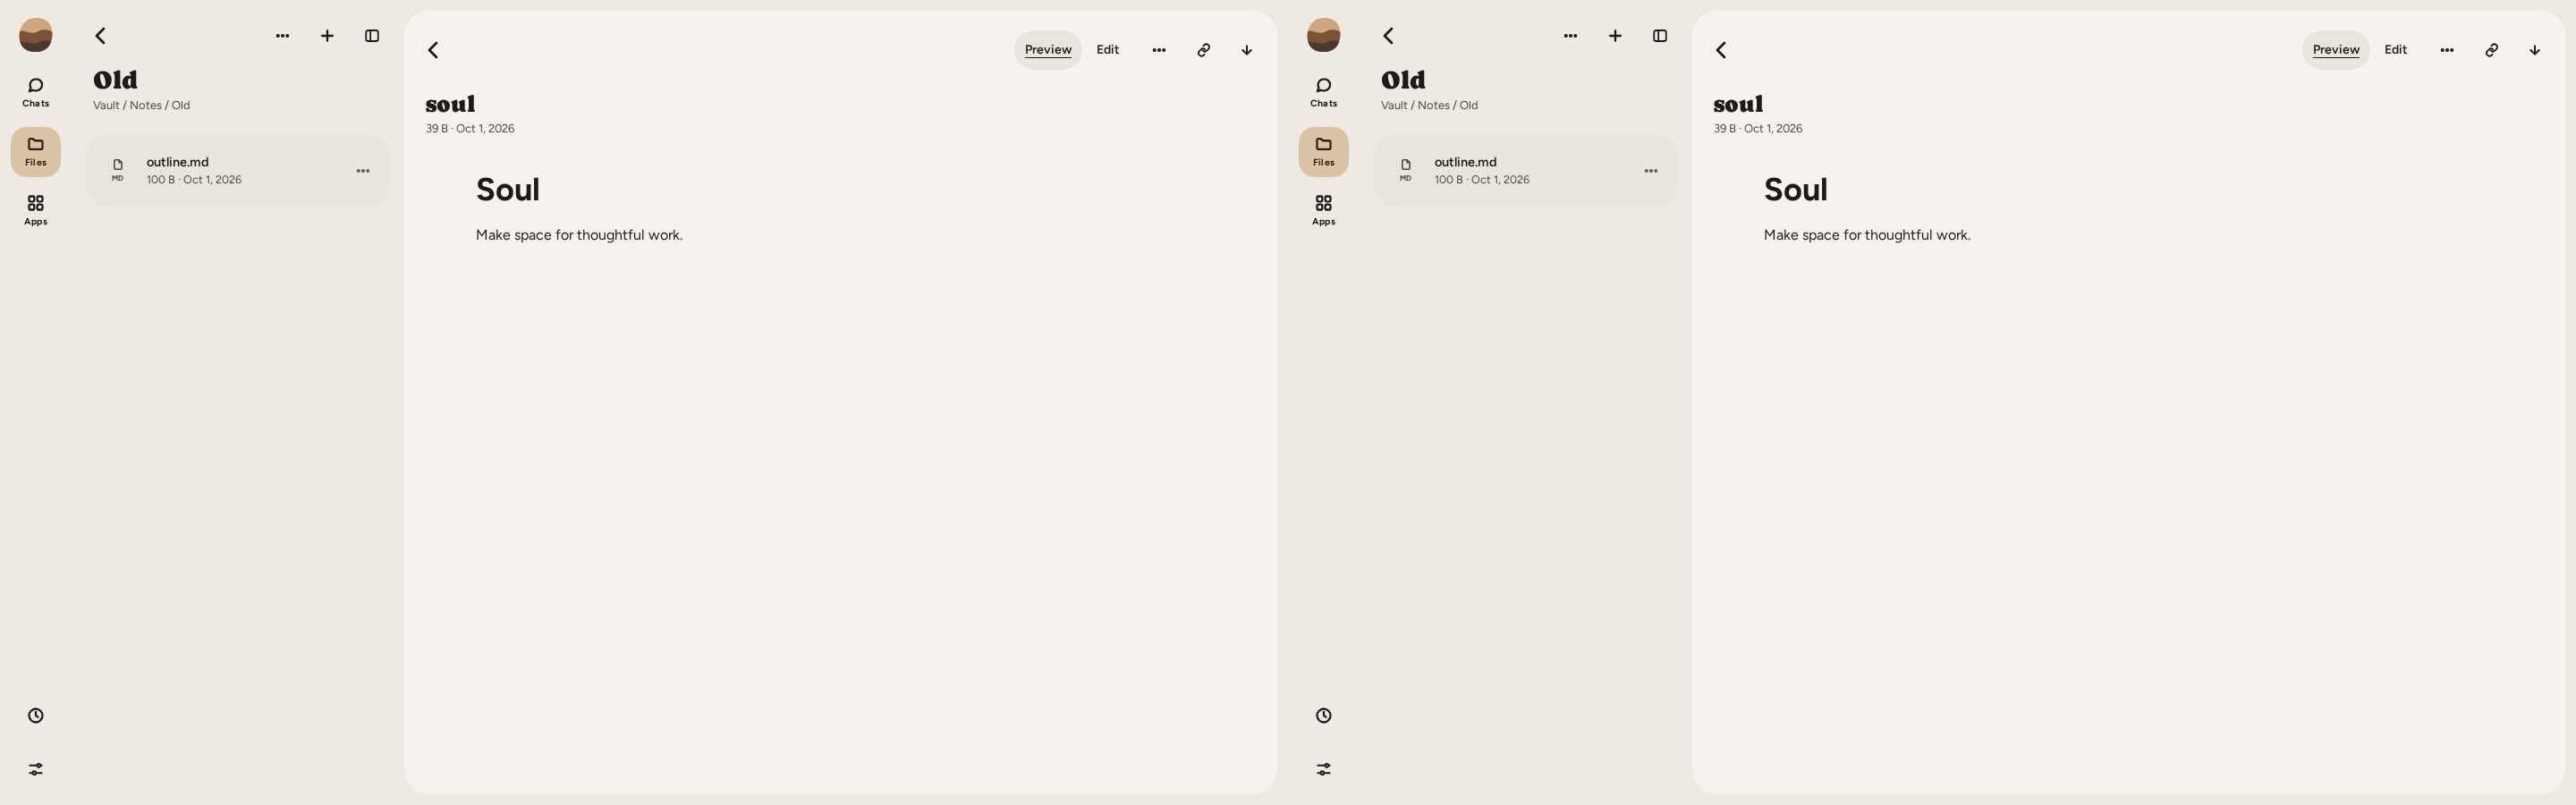 Chats
Files
Apps
Old
Vault / Notes / Old
MD
outline.md
100 B · Oct 1, 2026
Preview
Edit
soul
39 B · Oct 1, 2026
Soul
Make space for thoughtful work.
Chats
Files
Apps
Old
Vault / Notes / Old
MD
outline.md
100 B · Oct 1, 2026
Preview
Edit
soul
39 B · Oct 1, 2026
Soul
Make space for thoughtful work.